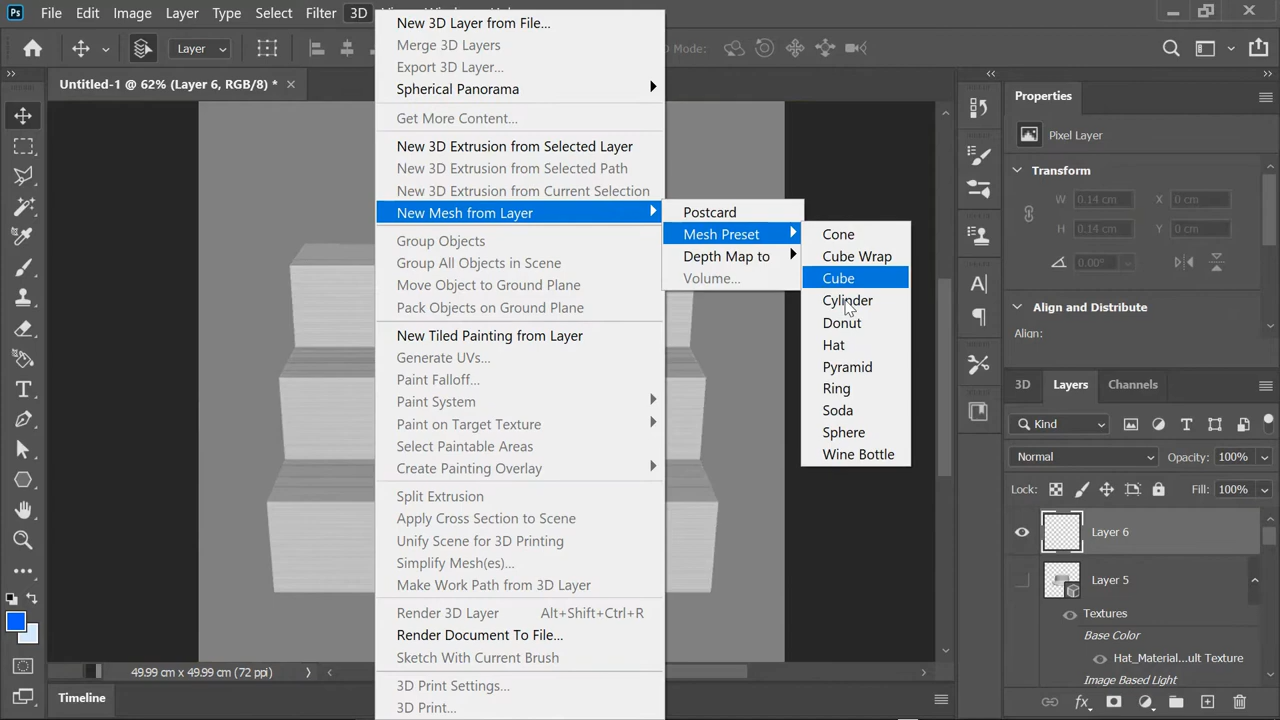 Ps File Edit Image Layer Type Select Filter 3D
Layer
3D Mode:
Untitled-1 @ 62% (Layer 6, RGB/8) *
New 3D Layer from File...
Merge 3D Layers
Export 3D Layer...
Spherical Panorama
Get More Content...
New 3D Extrusion from Selected Layer
New 3D Extrusion from Selected Path
New 3D Extrusion from Current Selection
New Mesh from Layer
Group Objects
Group All Objects in Scene
Move Object to Ground Plane
Pack Objects on Ground Plane
New Tiled Painting from Layer
Generate UVs...
Paint Falloff...
Paint System
Paint on Target Texture
Select Paintable Areas
Create Painting Overlay
Split Extrusion
Apply Cross Section to Scene
Unify Scene for 3D Printing
Simplify Mesh(es)...
Make Work Path from 3D Layer
Render 3D Layer Alt+Shift+Ctrl+R
Render Document To File...
Sketch With Current Brush
3D Print Settings...
3D Print...
Postcard
Mesh Preset
Depth Map to
Volume...
Cone
Cube Wrap
Cube
Cylinder
Donut
Hat
Pyramid
Ring
Soda
Sphere
Wine Bottle
Properties
Pixel Layer
Transform
W 0.14 cm X 0 cm
H 0.14 cm Y 0 cm
0.00°
Align and Distribute
Align:
3D Layers Channels
Kind
Normal Opacity: 100%
Lock: Fill: 100%
Layer 6
Layer 5
Textures
Base Color
Hat_Material...ult Texture
Image Based Light
49.99 cm x 49.99 cm (72 ppi)
Timeline